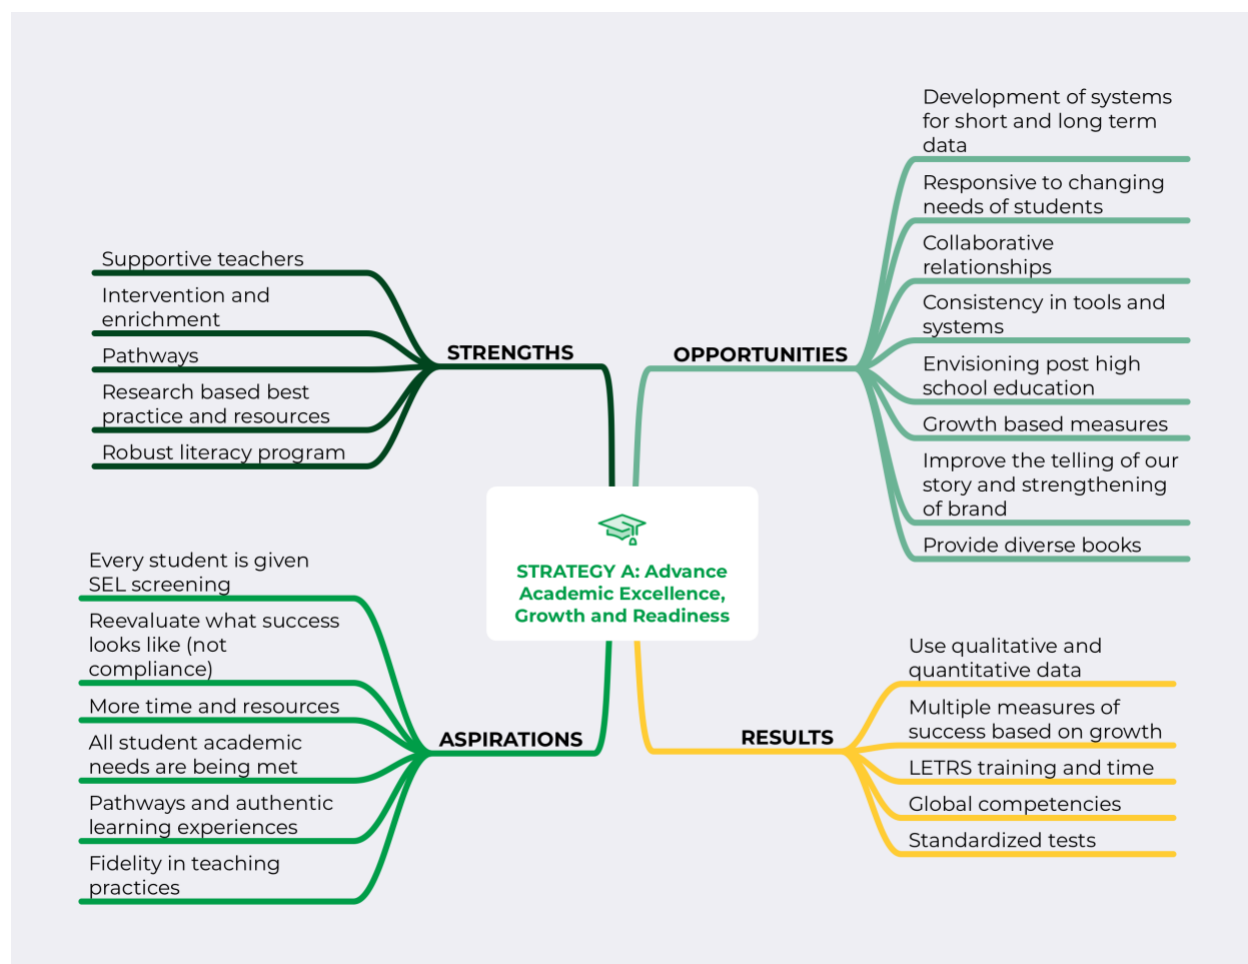 STRENGTHS
Supportive teachers
Intervention and
enrichment
Pathways
Research based best
practice and resources
Robust literacy program
OPPORTUNITIES
Development of systems
for short and long term
data
Responsive to changing
needs of students
Collaborative
relationships
Consistency in tools and
systems
Envisioning post high
school education
Growth based measures
Improve the telling of our
story and strengthening
of brand
Provide diverse books
STRATEGY A: Advance
Academic Excellence,
Growth and Readiness
ASPIRATIONS
Every student is given
SEL screening
Reevaluate what success
looks like (not
compliance)
More time and resources
All student academic
needs are being met
Pathways and authentic
learning experiences
Fidelity in teaching
practices
RESULTS
Use qualitative and
quantitative data
Multiple measures of
success based on growth
LETRS training and time
Global competencies
Standardized tests